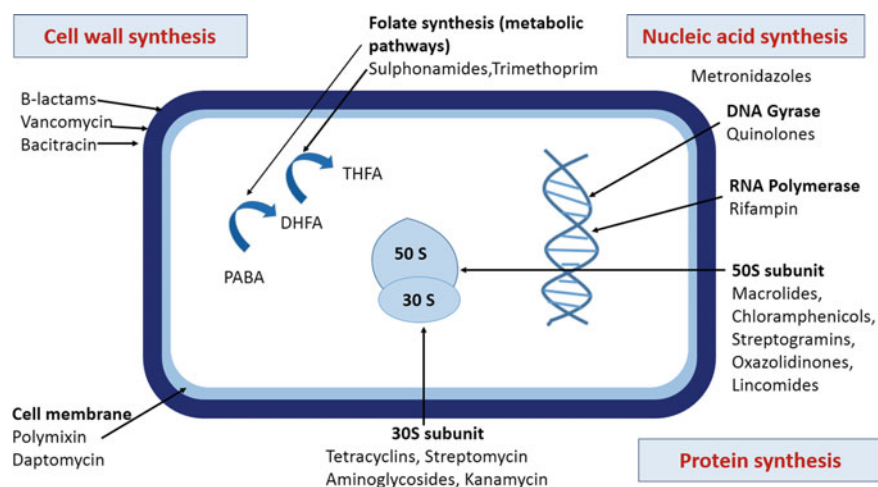 Cell wall synthesis
Folate synthesis (metabolic
pathways)
Sulphonamides,Trimethoprim
Nucleic acid synthesis
Metronidazoles
B-lactams
Vancomycin
Bacitracin
DNA Gyrase
Quinolones
THFA
DHFA
PABA
RNA Polymerase
Rifampin
50 S
30 S
50S subunit
Macrolides,
Chloramphenicols,
Streptogramins,
Oxazolidinones,
Lincomides
Cell membrane
Polymixin
Daptomycin
30S subunit
Tetracyclins, Streptomycin
Aminoglycosides, Kanamycin
Protein synthesis